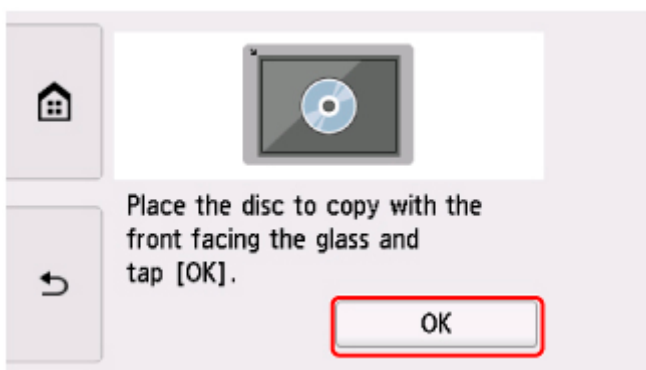 Place the disc to copy with the
front facing the glass and
tap [OK].
OK